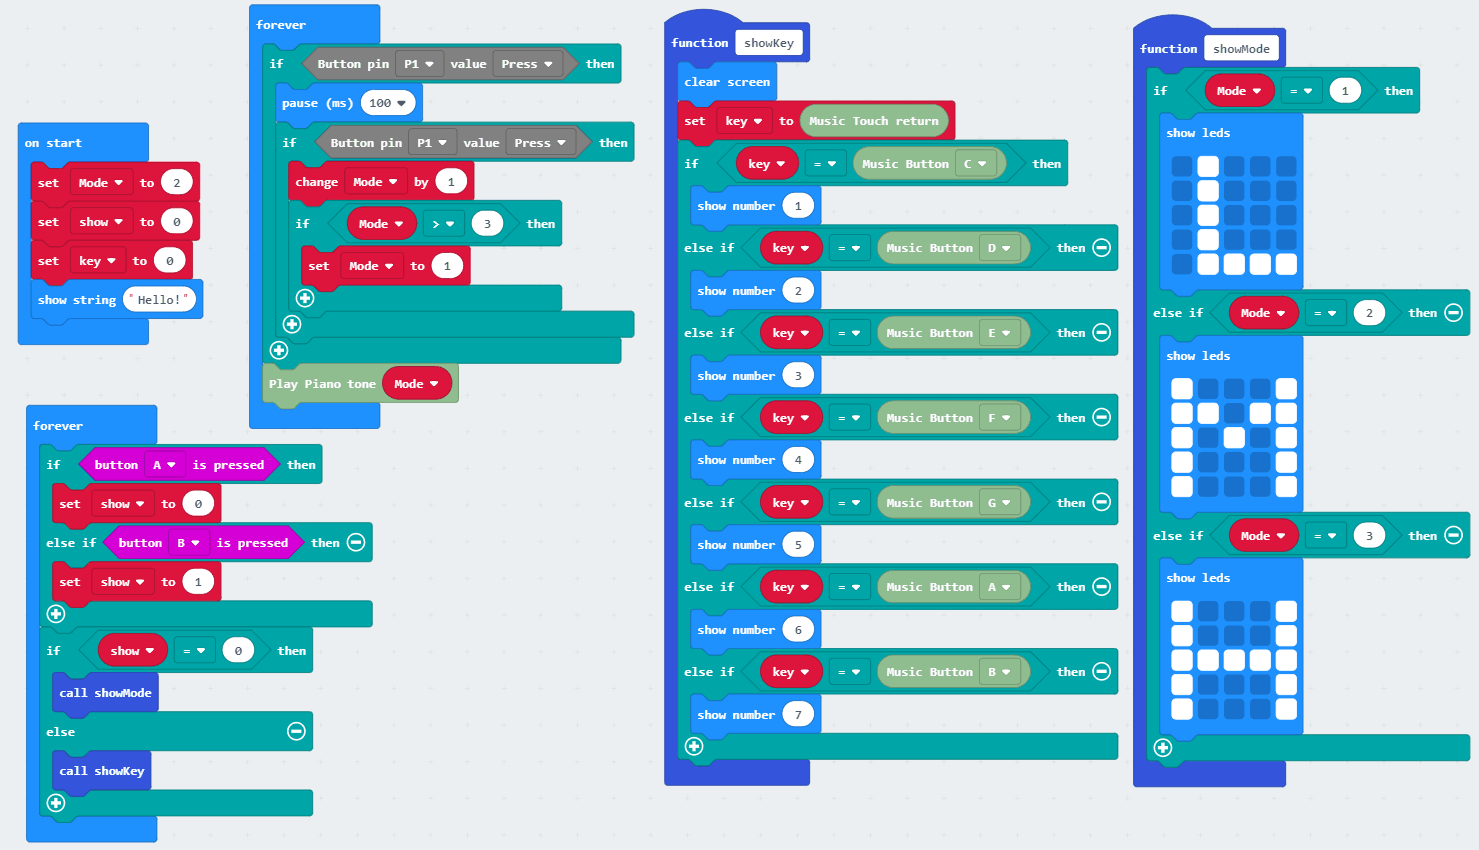 on start
set Mode to 2
set show to 0
set key to 0
show string "Hello!"
forever
if Button pin P1 value Press then
pause (ms) 100
if Button pin P1 value Press then
change Mode by 1
if Mode > 3 then
set Mode to 1
Play Piano tone Mode
forever
if button A is pressed then
set show to 0
else if button B is pressed then
set show to 1
if show = 0 then
call showMode
else
call showKey
function showKey
clear screen
set key to Music Touch return
if key = Music Button C then
show number 1
else if key = Music Button D then
show number 2
else if key = Music Button E then
show number 3
else if key = Music Button F then
show number 4
else if key = Music Button G then
show number 5
else if key = Music Button A then
show number 6
else if key = Music Button B then
show number 7
function showMode
if Mode = 1 then
show leds
else if Mode = 2 then
show leds
else if Mode = 3 then
show leds